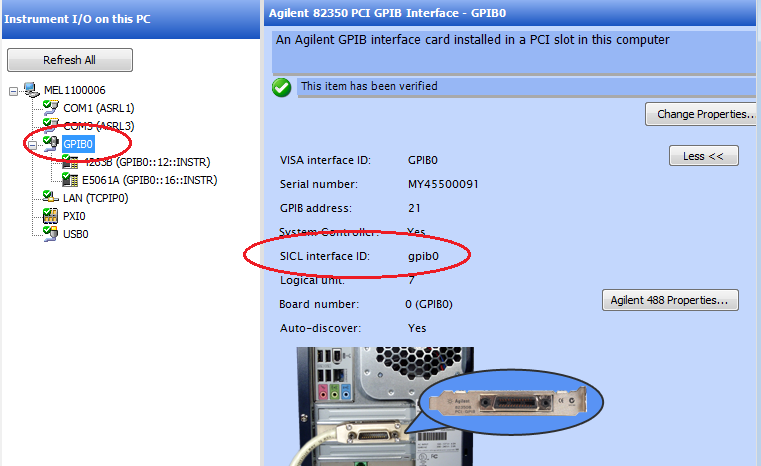 Instrument I/O on this PC
Refresh All
MEL1100006
COM1 (ASRL1)
COM3 (ASRL3)
GPIB0
4263B (GPIB0::12::INSTR)
E5061A (GPIB0::16::INSTR)
LAN (TCPIP0)
PXI0
USB0
Agilent 82350 PCI GPIB Interface - GPIB0
An Agilent GPIB interface card installed in a PCI slot in this computer
This item has been verified
Change Properties...
Less <<
VISA interface ID: GPIB0
Serial number: MY45500091
GPIB address: 21
System Controller: Yes
SICL interface ID: gpib0
Logical unit: 7
Board number: 0 (GPIB0)
Agilent 488 Properties...
Auto-discover: Yes
Agilent
82350B
PCI GPIB